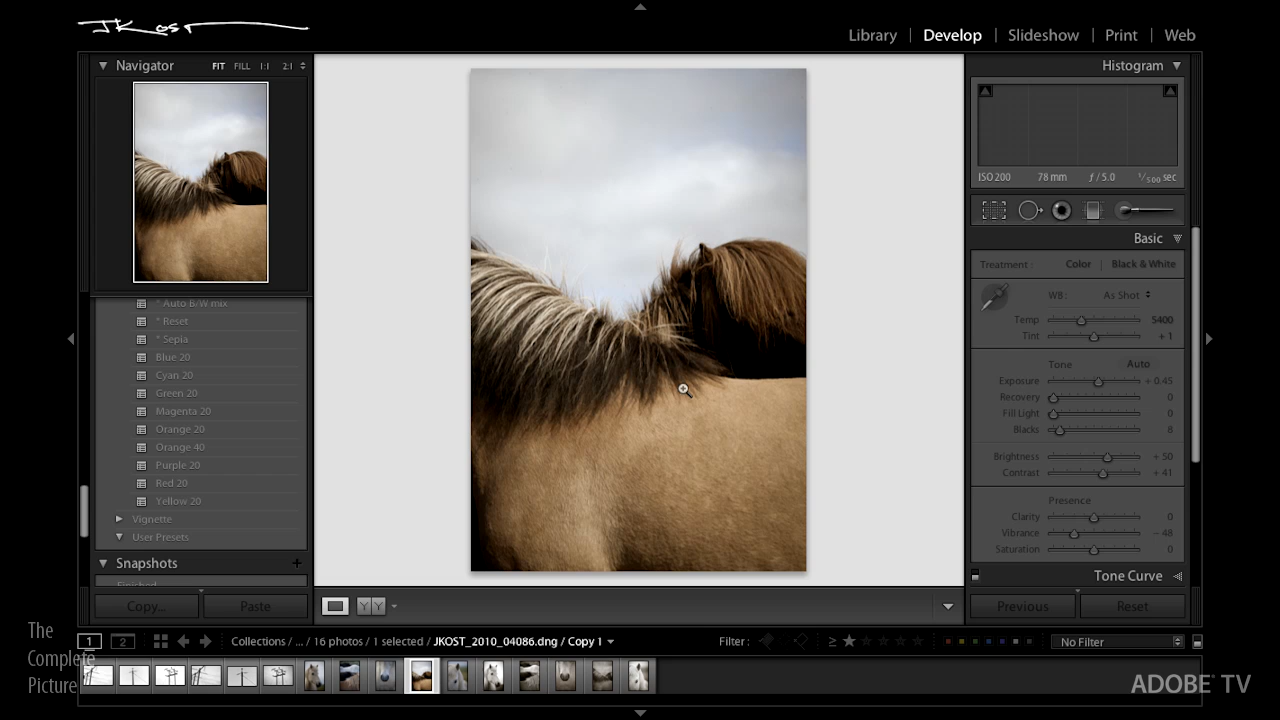 JKost
Library | Develop | Slideshow | Print | Web
Navigator FIT FILL 1:1 2:1
* Auto B/W mix
* Reset
* Sepia
Blue 20
Cyan 20
Green 20
Magenta 20
Orange 20
Orange 40
Purple 20
Red 20
Yellow 20
Vignette
User Presets
Snapshots +
Finished
Copy... Paste
Histogram
ISO 200 78 mm ƒ / 5.0 1/500 sec
Basic
Treatment : Color | Black & White
WB: As Shot
Temp 5400
Tint + 1
Tone Auto
Exposure + 0.45
Recovery 0
Fill Light 0
Blacks 8
Brightness + 50
Contrast + 41
Presence
Clarity 0
Vibrance − 48
Saturation 0
Tone Curve
Previous Reset
Y Y
1 2 Collections / ... / 16 photos / 1 selected / JKOST_2010_04086.dng / Copy 1 Filter : ≥ No Filter
The
Complete
Picture
ADOBE® TV